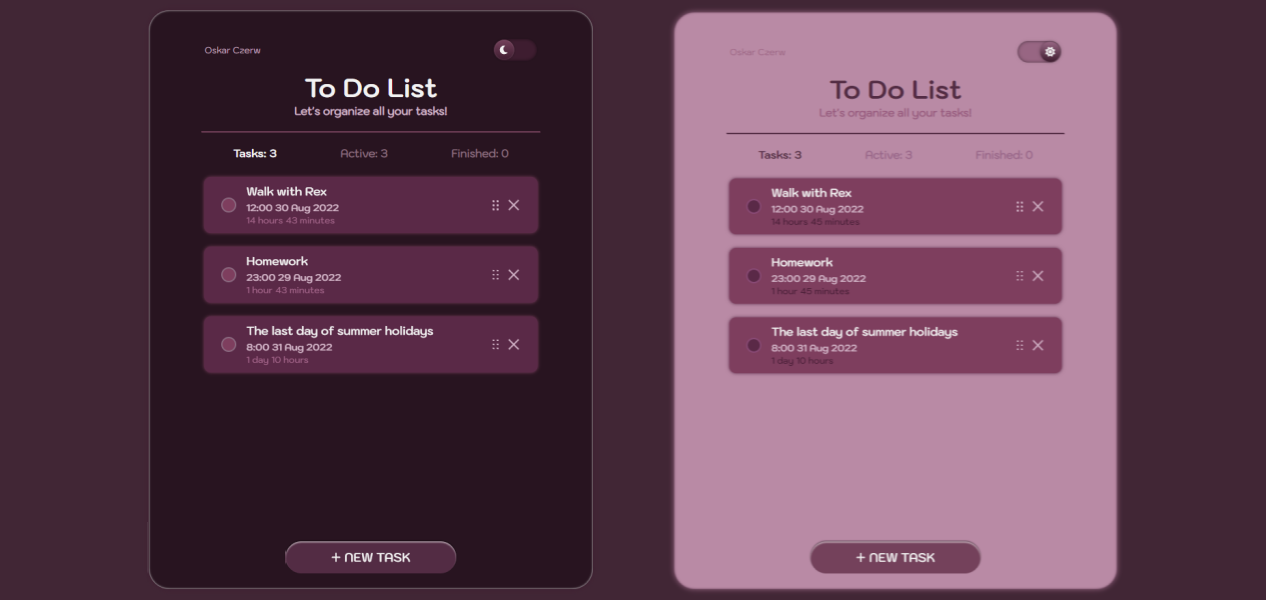 Oskar Czerw
To Do List
Let's organize all your tasks!
Tasks: 3 Active: 3 Finished: 0
Walk with Rex
12:00 30 Aug 2022
14 hours 43 minutes
Homework
23:00 29 Aug 2022
1 hour 43 minutes
The last day of summer holidays
8:00 31 Aug 2022
1 day 10 hours
+ NEW TASK
Oskar Czerw
To Do List
Let's organize all your tasks!
Tasks: 3 Active: 3 Finished: 0
Walk with Rex
12:00 30 Aug 2022
14 hours 45 minutes
Homework
23:00 29 Aug 2022
1 hour 45 minutes
The last day of summer holidays
8:00 31 Aug 2022
1 day 10 hours
+ NEW TASK